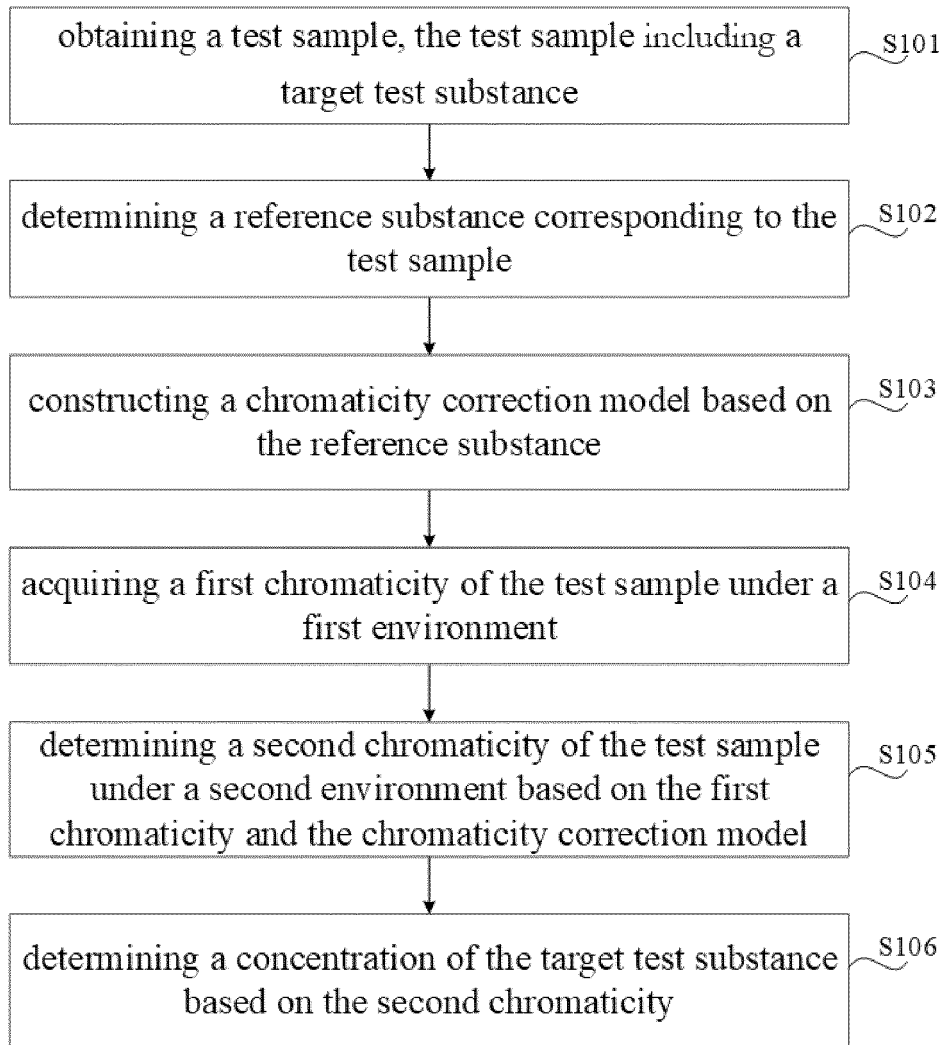 obtaining a test sample, the test sample including a
target test substance
S101
determining a reference substance corresponding to the
test sample
S102
constructing a chromaticity correction model based on
the reference substance
S103
acquiring a first chromaticity of the test sample under a
first environment
S104
determining a second chromaticity of the test sample
under a second environment based on the first
chromaticity and the chromaticity correction model
S105
determining a concentration of the target test substance
based on the second chromaticity
S106